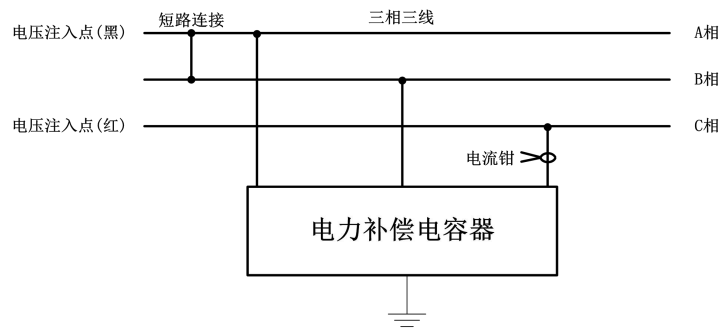 短路连接
三相三线
电压注入点(黑)
A相
B相
电压注入点(红)
C相
电流钳
电力补偿电容器